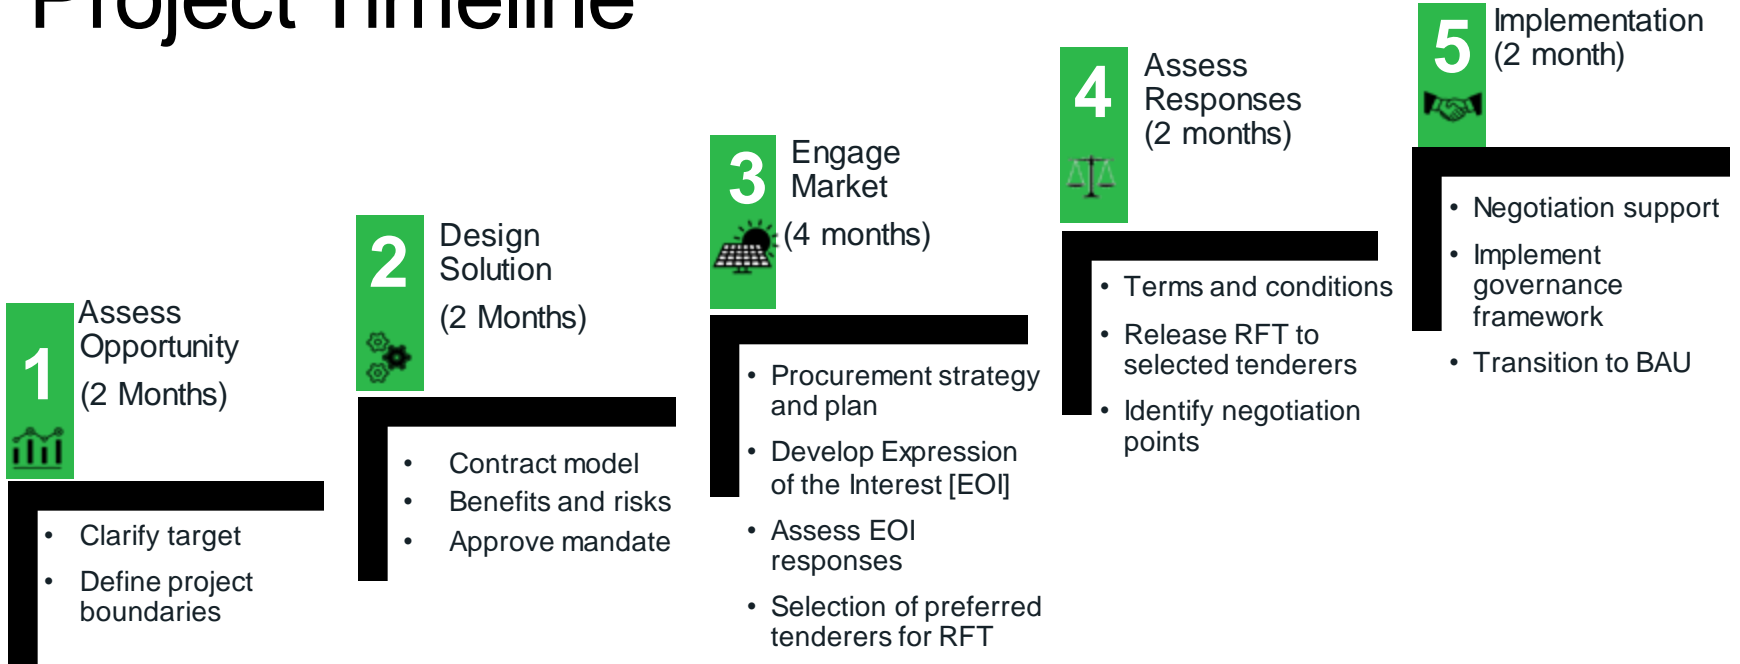 Project Timeline
1
Assess
Opportunity
(2 Months)
• Clarify target
• Define project
boundaries
2
Design
Solution
(2 Months)
• Contract model
• Benefits and risks
• Approve mandate
3
Engage
Market
(4 months)
• Procurement strategy
and plan
• Develop Expression
of the Interest [EOI]
• Assess EOI
responses
• Selection of preferred
tenderers for RFT
4
Assess
Responses
(2 months)
• Terms and conditions
• Release RFT to
selected tenderers
• Identify negotiation
points
5
Implementation
(2 month)
• Negotiation support
• Implement
governance
framework
• Transition to BAU